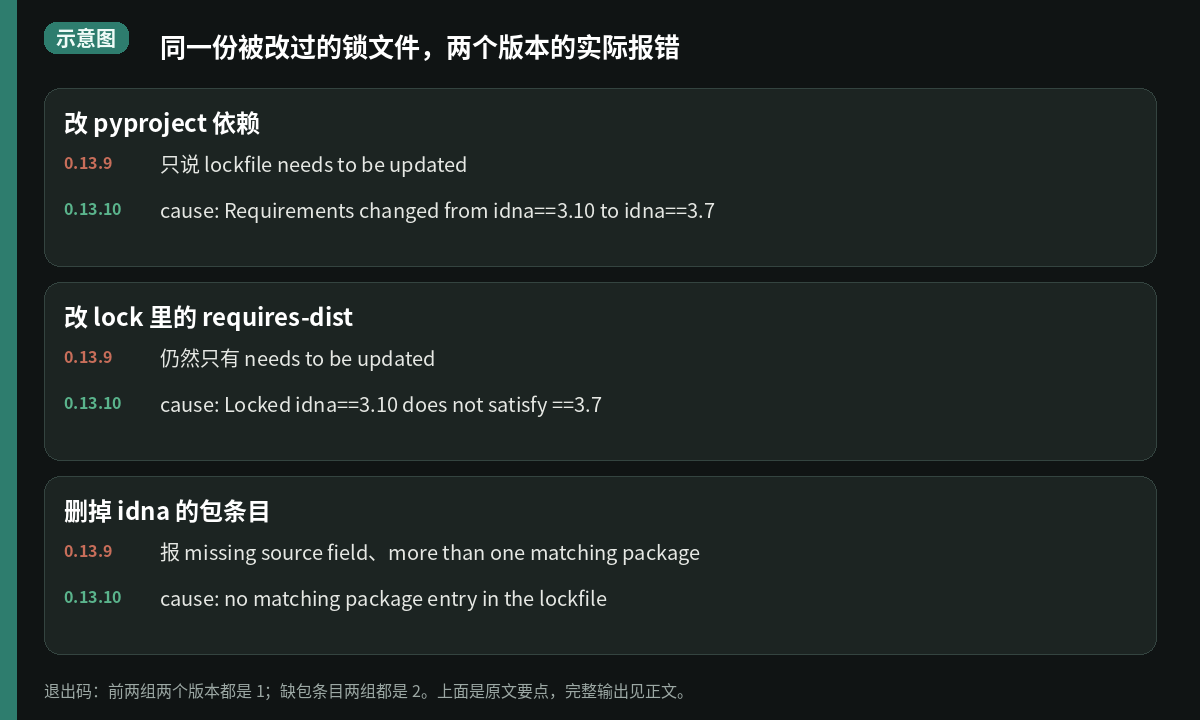 示意图
同一份被改过的锁文件，两个版本的实际报错
改 pyproject 依赖
0.13.9 只说 lockfile needs to be updated
0.13.10 cause: Requirements changed from idna==3.10 to idna==3.7
改 lock 里的 requires-dist
0.13.9 仍然只有 needs to be updated
0.13.10 cause: Locked idna==3.10 does not satisfy ==3.7
删掉 idna 的包条目
0.13.9 报 missing source field、more than one matching package
0.13.10 cause: no matching package entry in the lockfile
退出码：前两组两个版本都是 1；缺包条目两组都是 2。上面是原文要点，完整输出见正文。